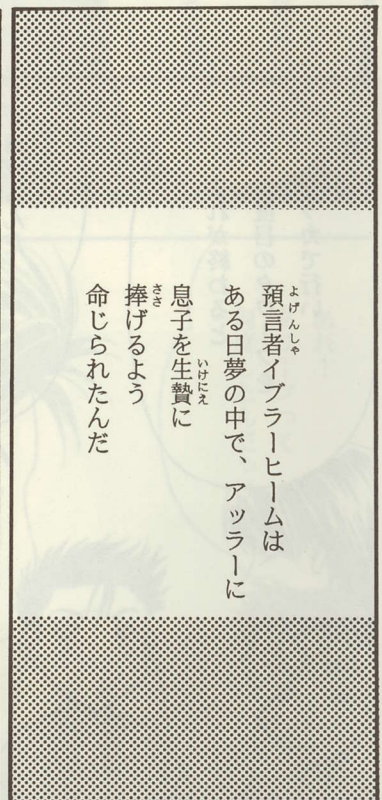 預言者イブラーヒームは
ある日夢の中で、アッラーに
息子を生贄に
捧げるよう
命じられたんだ